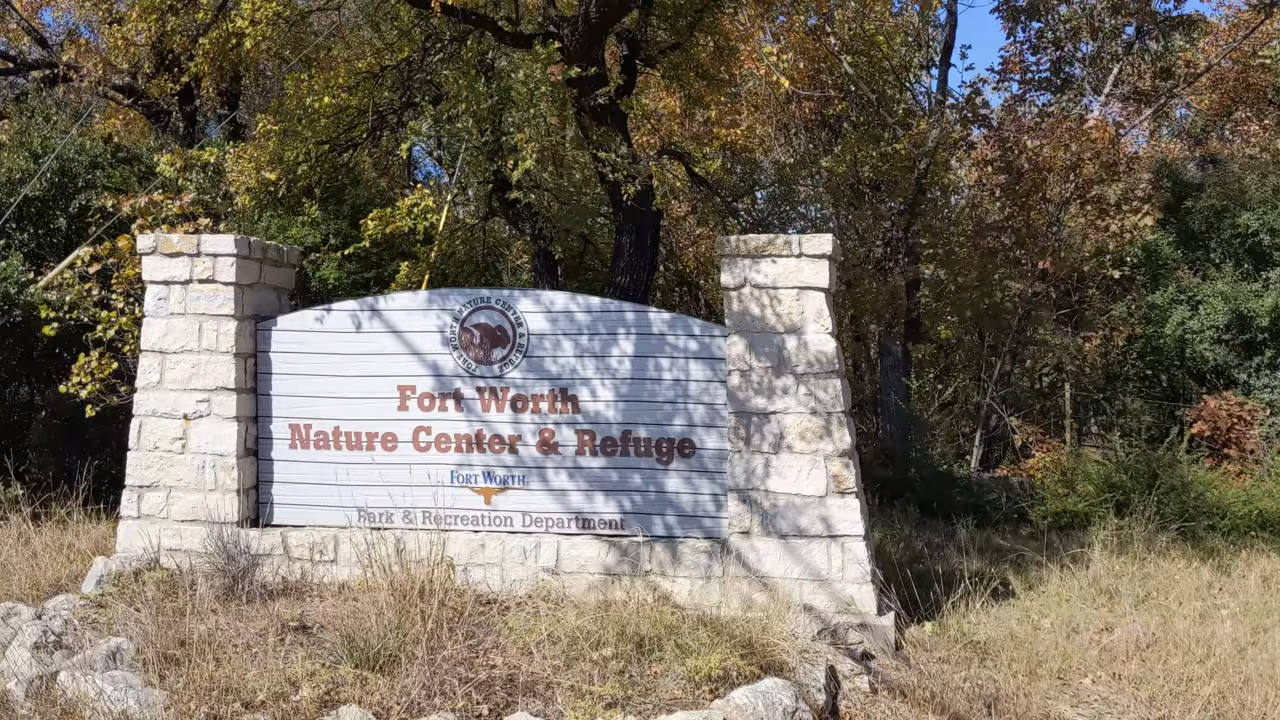 FORT WORTH NATURE CENTER & REFUGE
Fort Worth
Nature Center & Refuge
FORT WORTH
Park & Recreation Department